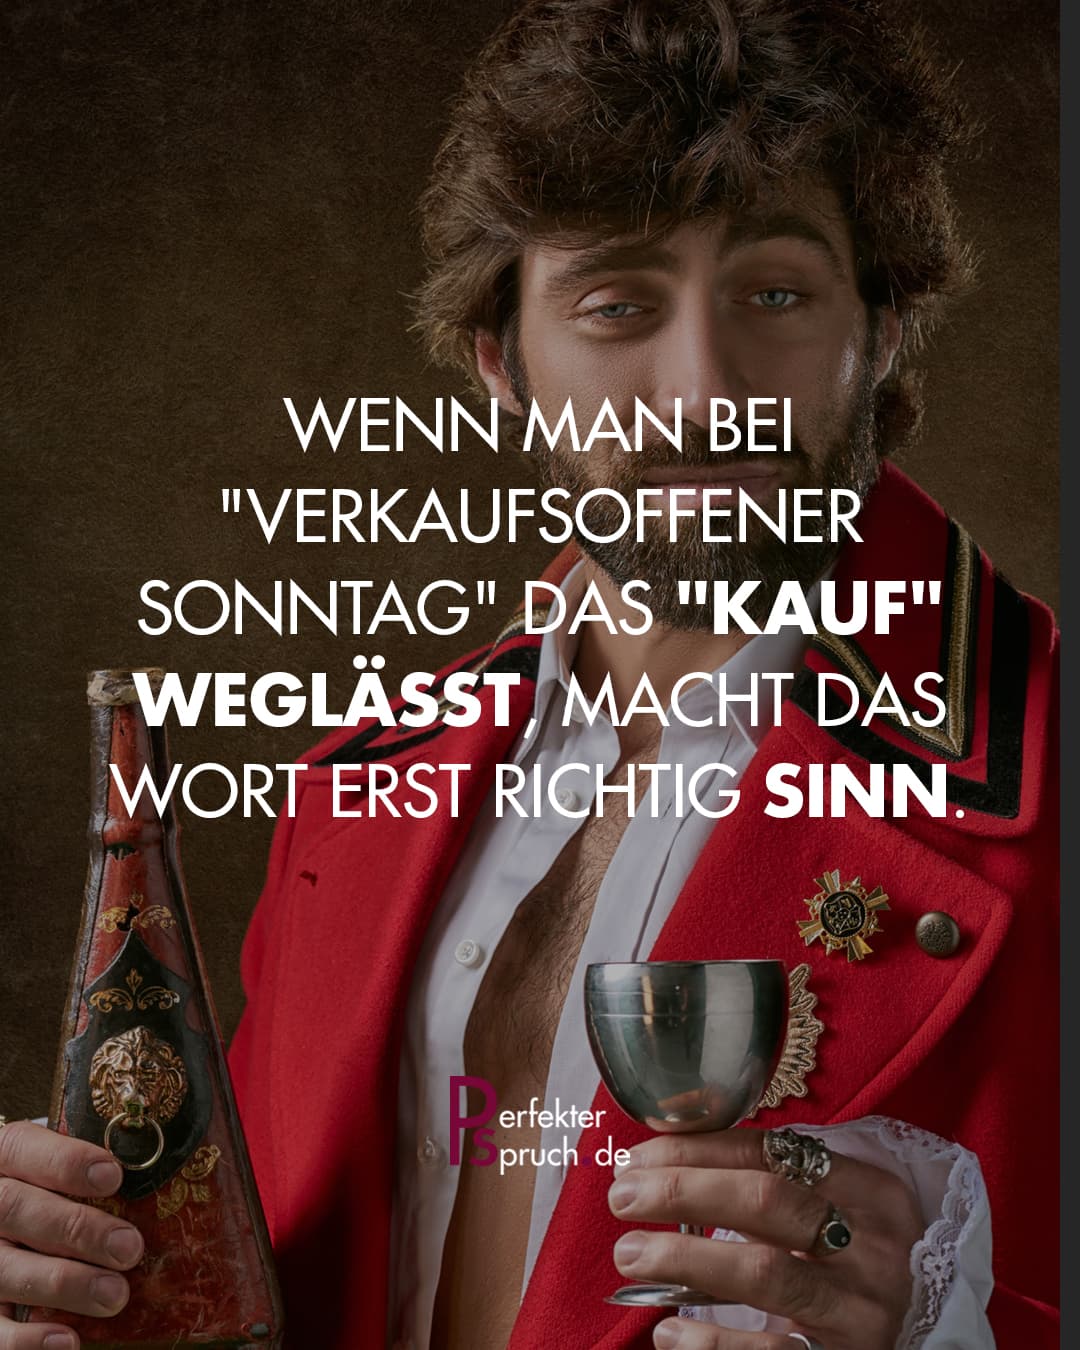 WENN MAN BEI
"VERKAUFSOFFENER
SONNTAG" DAS "KAUF"
WEGLÄSST, MACHT DAS
WORT ERST RICHTIG SINN.
Perfekter
Spruch.de